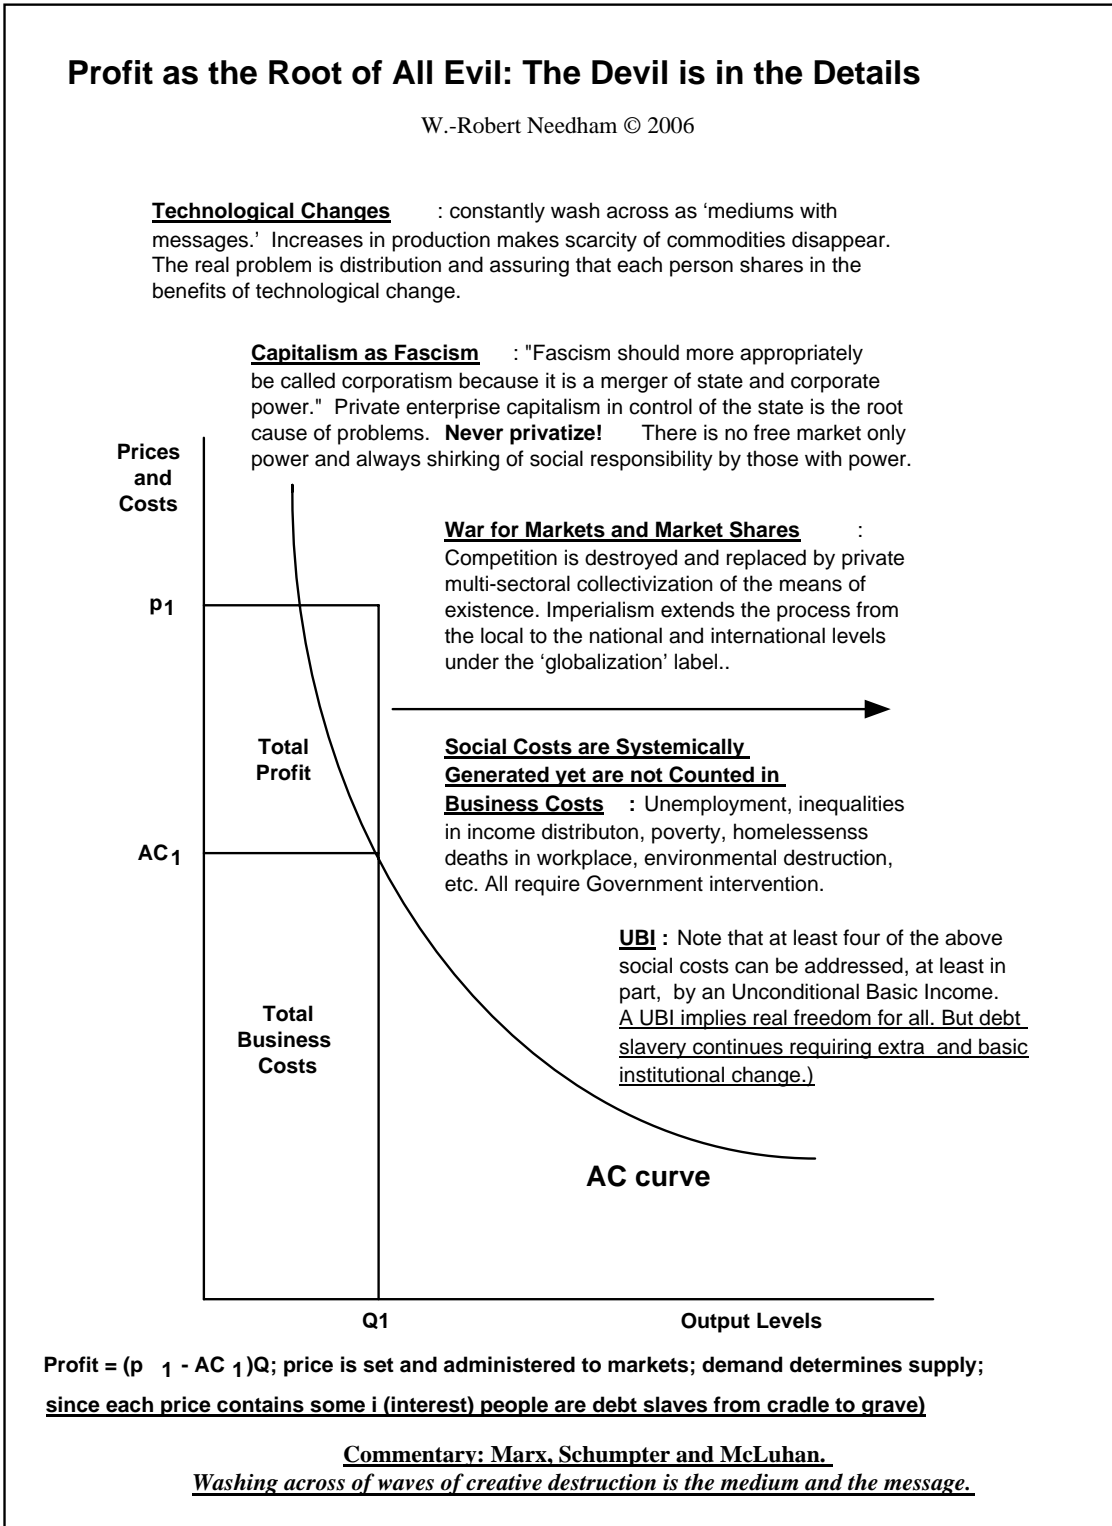 Profit as the Root of All Evil: The Devil is in the Details
W.-Robert Needham © 2006
Technological Changes : constantly wash across as ‘mediums with
messages.’ Increases in production makes scarcity of commodities disappear.
The real problem is distribution and assuring that each person shares in the
benefits of technological change.
Capitalism as Fascism : "Fascism should more appropriately
be called corporatism because it is a merger of state and corporate
power." Private enterprise capitalism in control of the state is the root
cause of problems. Never privatize! There is no free market only
power and always shirking of social responsibility by those with power.
Prices
and
Costs
War for Markets and Market Shares :
Competition is destroyed and replaced by private
multi-sectoral collectivization of the means of
existence. Imperialism extends the process from
the local to the national and international levels
under the ‘globalization’ label..
p1
Total
Profit
Social Costs are Systemically
Generated yet are not Counted in
Business Costs : Unemployment, inequalities
in income distributon, poverty, homelessenss
deaths in workplace, environmental destruction,
etc. All require Government intervention.
AC 1
UBI : Note that at least four of the above
social costs can be addressed, at least in
part, by an Unconditional Basic Income.
A UBI implies real freedom for all. But debt
slavery continues requiring extra and basic
institutional change.)
Total
Business
Costs
AC curve
Q1
Output Levels
Profit = (p 1 - AC 1 )Q; price is set and administered to markets; demand determines supply;
since each price contains some i (interest) people are debt slaves from cradle to grave)
Commentary: Marx, Schumpter and McLuhan.
Washing across of waves of creative destruction is the medium and the message.